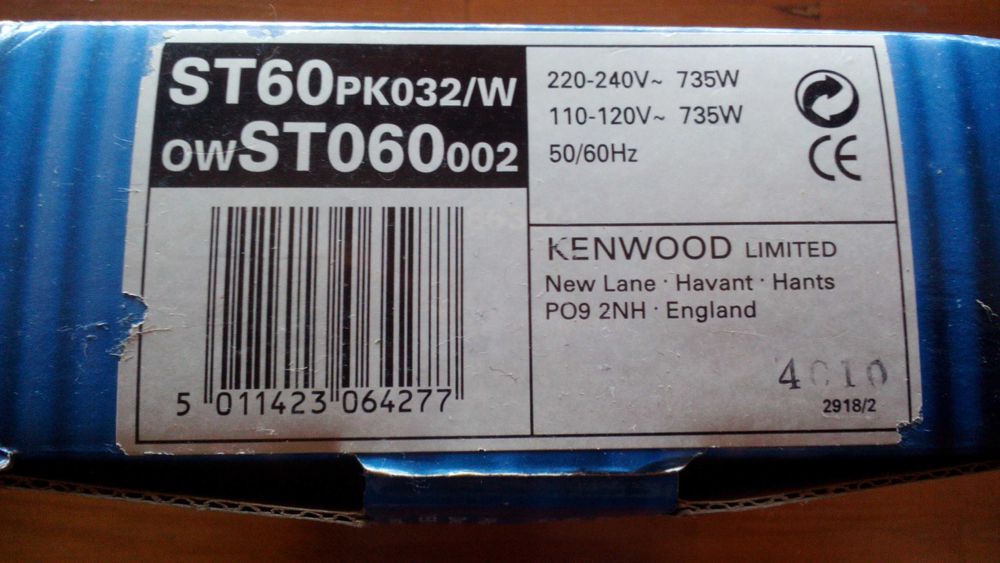 ST60PK032/W
OWST060002
220-240V~ 735W
110-120V~ 735W
50/60Hz
CE
5 011423 064277
KENWOOD LIMITED
New Lane · Havant · Hants
PO9 2NH · England
4010
2918/2